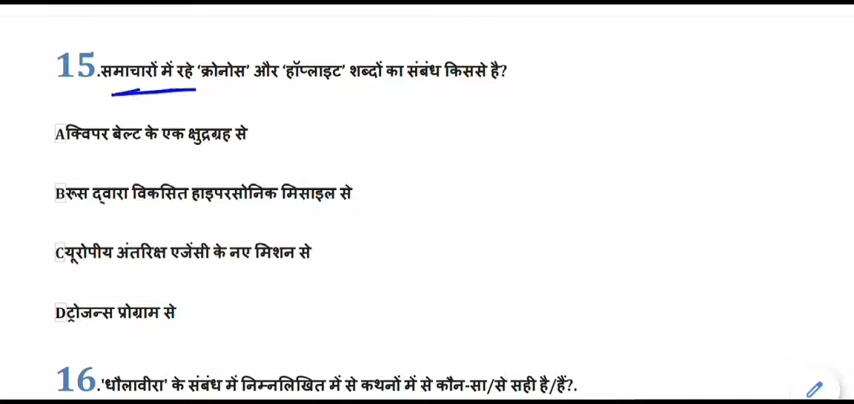 15.समाचारों में रहे ‘क्रोनोस’ और ‘हॉप्लाइट’ शब्दों का संबंध किससे है?
Aक्विपर बेल्ट के एक क्षुद्रग्रह से
Bरूस द्वारा विकसित हाइपरसोनिक मिसाइल से
Cयूरोपीय अंतरिक्ष एजेंसी के नए मिशन से
Dट्रोजन्स प्रोग्राम से
16.'धौलावीरा' के संबंध में निम्नलिखित में से कथनों में से कौन-सा/से सही है/हैं?.